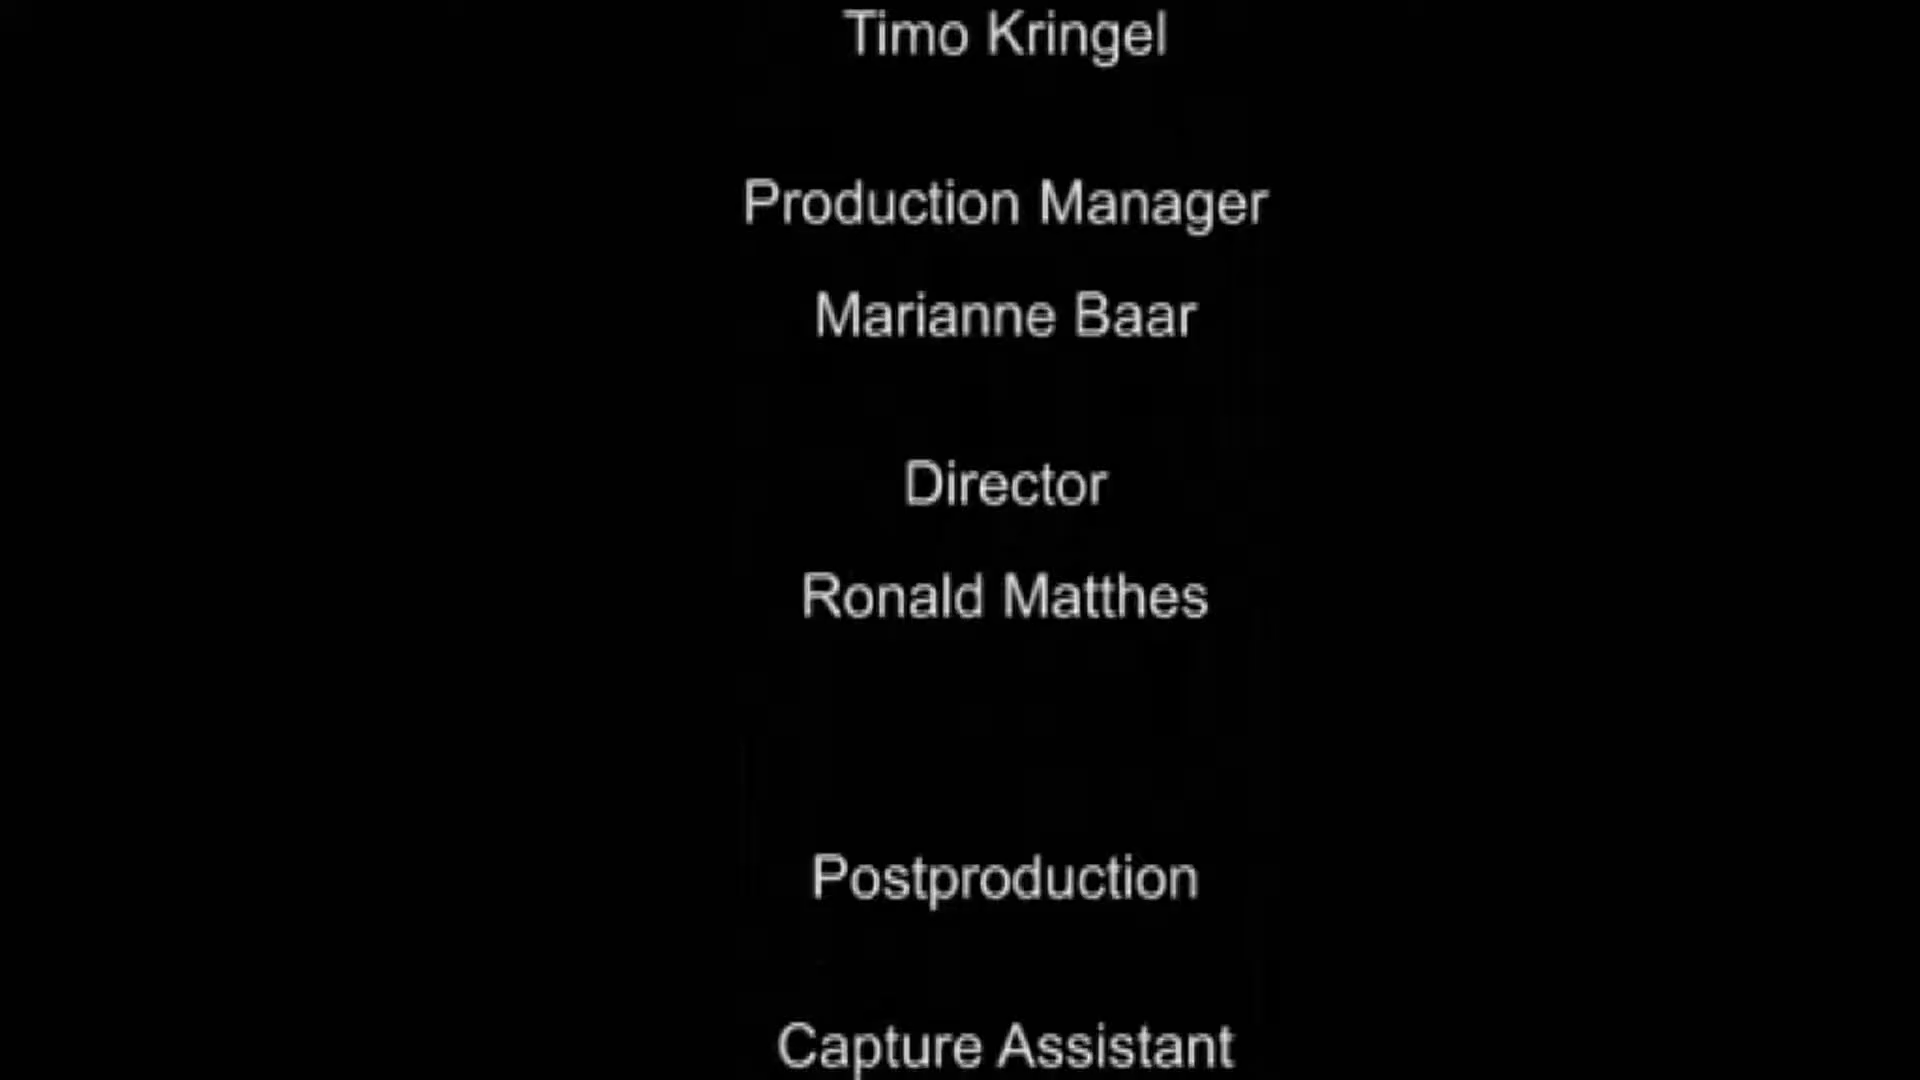 Timo Kringel
Production Manager
Marianne Baar
Director
Ronald Matthes
Postproduction
Capture Assistant